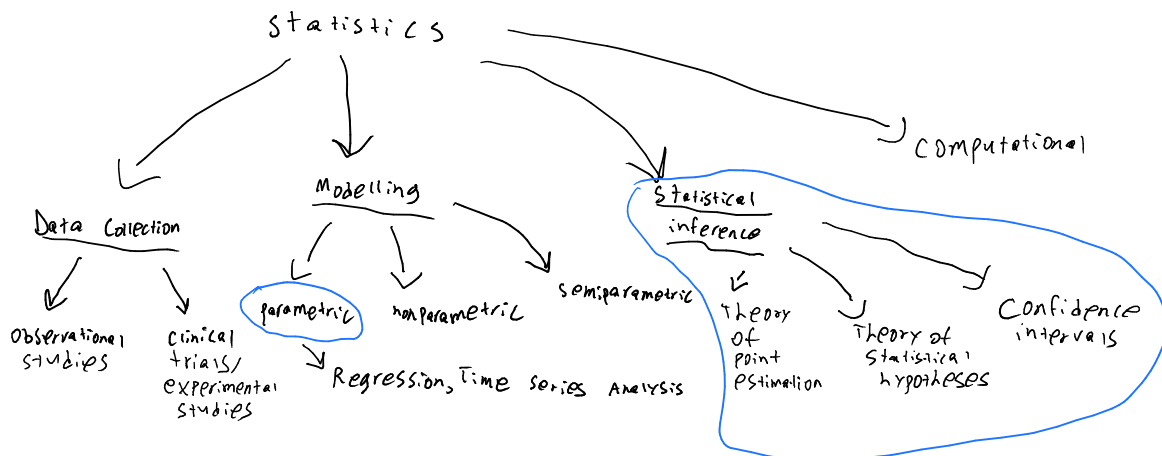 Statistics
Computational
Modelling
Statistical
inference
Data Collection
Semiparametric
parametric
nonparametric
Confidence
intervals
Theory
of
point
estimation
Theory of
Statistical
hypotheses
Observational
studies
Clinical
trials/
experimental
studies
Regression, Time Series Analysis